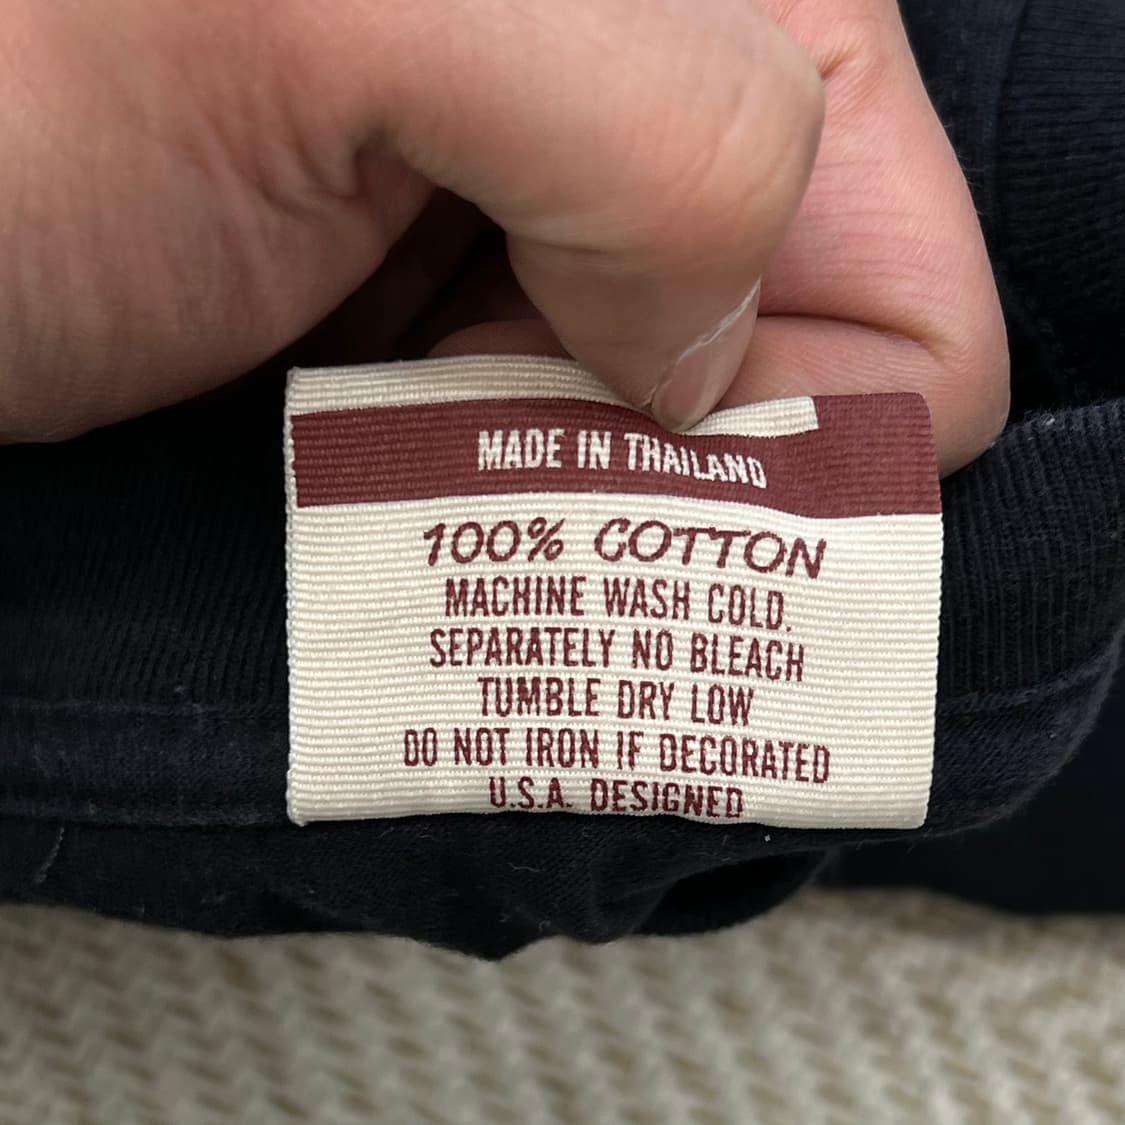 MADE IN THAILAND
100% COTTON
MACHINE WASH COLD.
SEPARATELY NO BLEACH
TUMBLE DRY LOW
DO NOT IRON IF DECORATED
U.S.A. DESIGNED